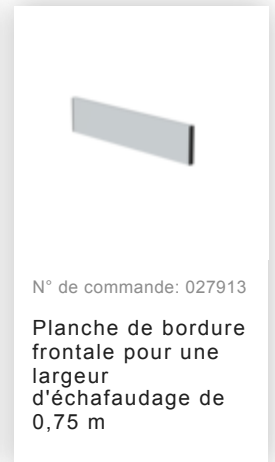 N° de commande: 027913
Planche de bordure
frontale pour une
largeur
d'échafaudage de
0,75 m